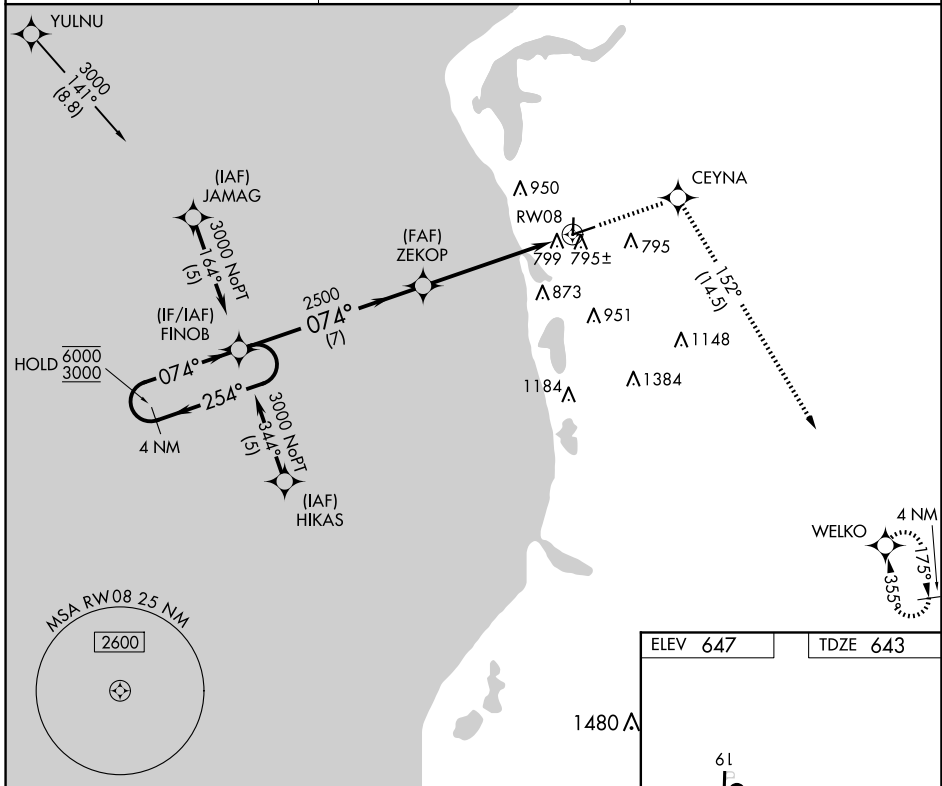 YULNU
3000
141°
(8.8)
(IAF)
JAMAG
3000 NoPT
164°
(5)
(IF/IAF)
FINOB
HOLD 6000
3000
074°
254°
4 NM
2500
074°
(7)
(FAF)
ZEKOP
3000 NoPT
344°
(5)
(IAF)
HIKAS
950
RW08
799
795±
795
CEYNA
873
951
1148
1184
1384
152°
(14.5)
WELKO
4 NM
175°
355°
MSA RW08 25 NM
2600
1480
ELEV 647
TDZE 643
61